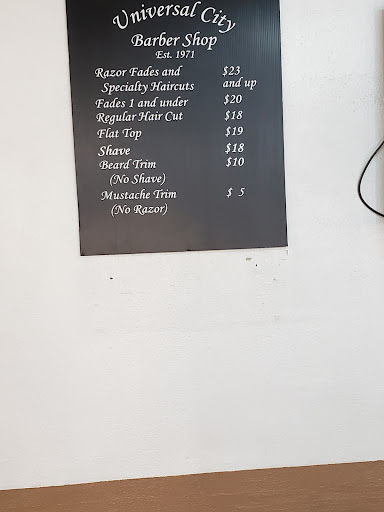 Universal City
Barber Shop
Est. 1971
Razor Fades and $23
Specialty Haircuts and up
Fades 1 and under $20
Regular Hair Cut $18
Flat Top $19
Shave $18
Beard Trim $10
(No Shave)
Mustache Trim $ 5
(No Razor)